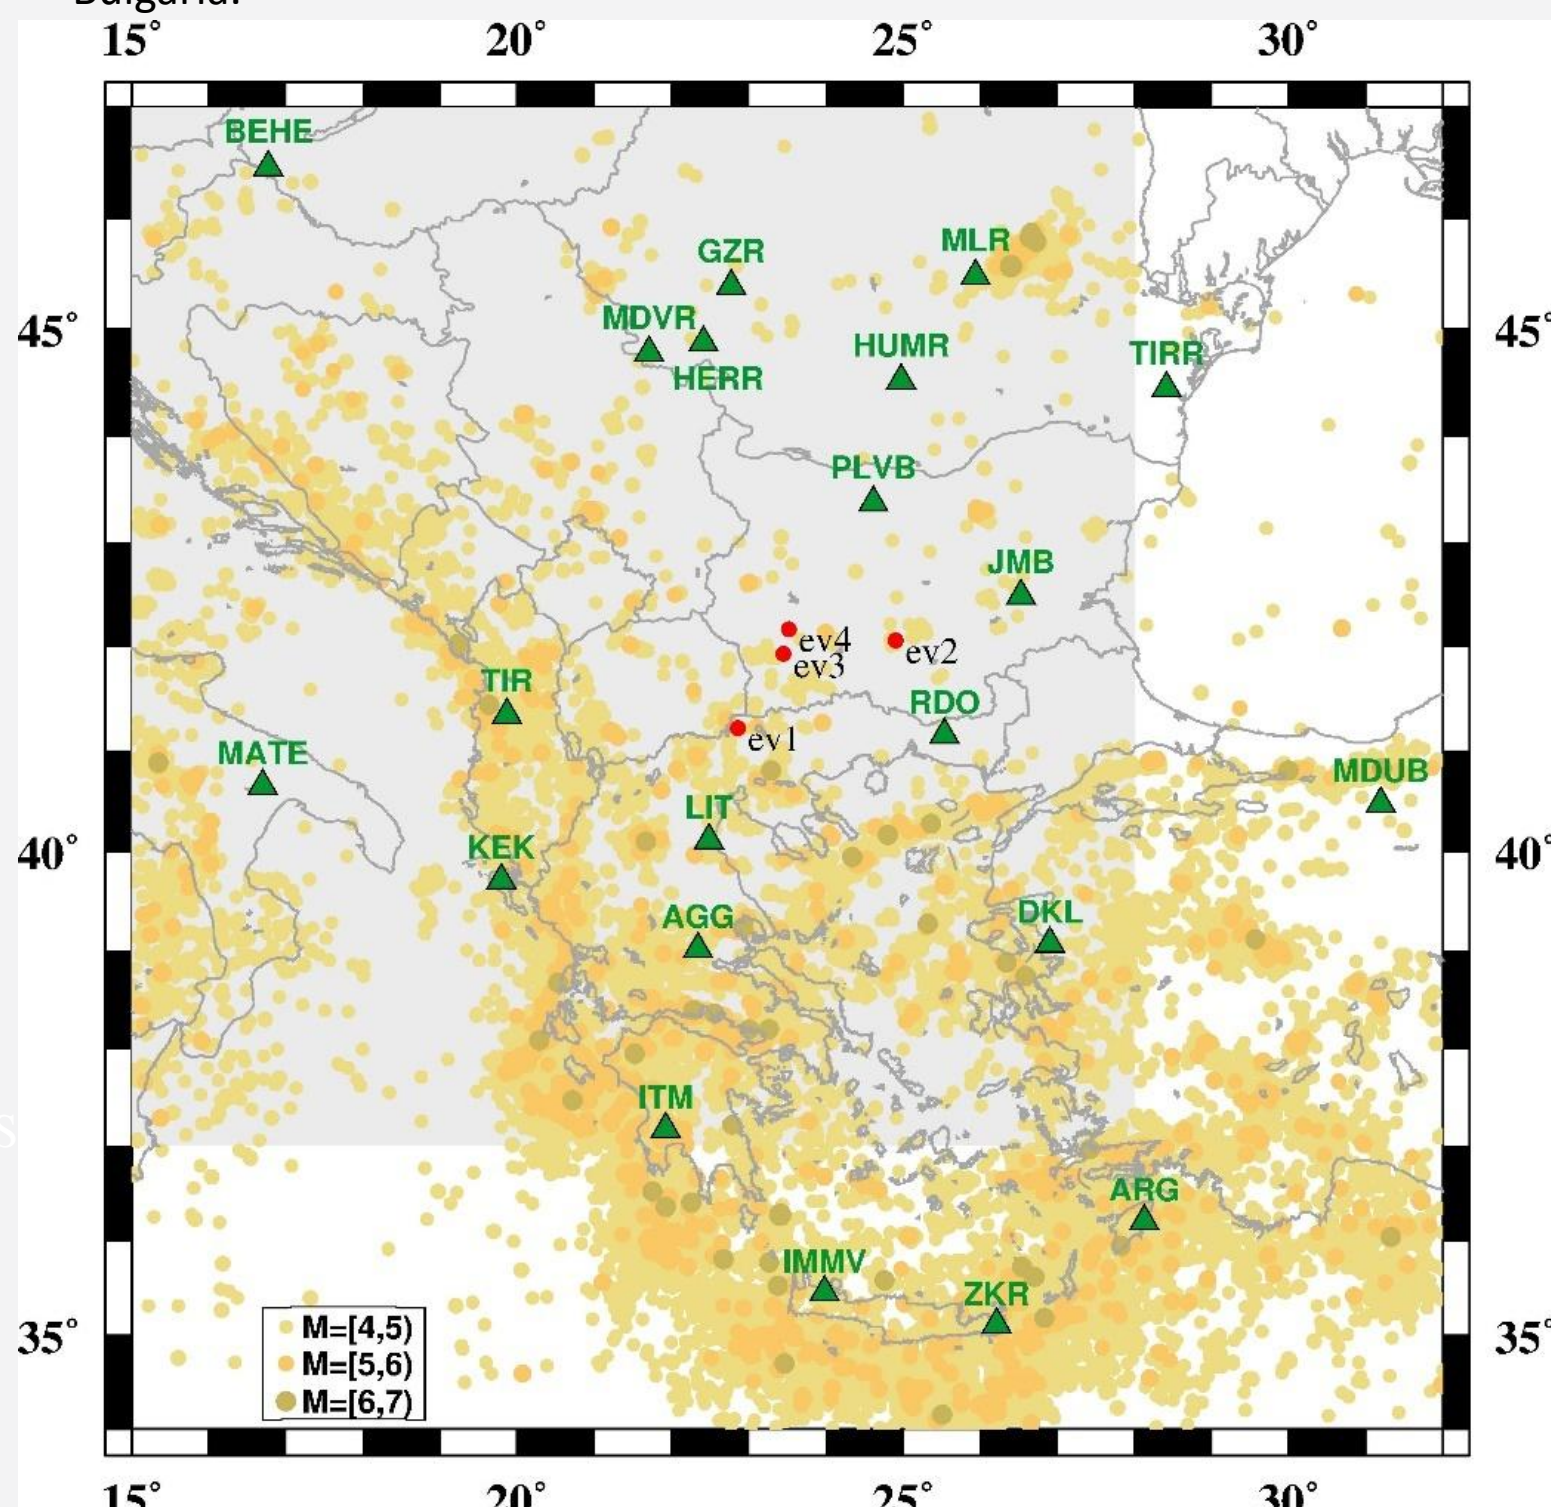 Bulgaria.
15° 20° 25° 30°
BEHE
GZR
MLR
MDVR
45° 45°
HUMR
TIRR
HERR
PLVB
JMB
ev4
ev2
ev3
TIR
RDO
ev1
MATE
MDUB
LIT
KEK
40° 40°
AGG
DKL
ITM
ARG
IMMV
ZKR
M=[4,5)
35° 35°
M=[5,6)
M=[6,7)
15° 20° 25° 30°